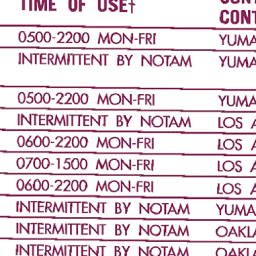 TIME OF USE†
CONT
0500-2200 MON-FRI YUMA
INTERMITTENT BY NOTAM YUMA
0500-2200 MON-FRI YUMA
INTERMITTENT BY NOTAM LOS
0600-2200 MON-FRI LOS
0700-1500 MON-FRI LOS
0600-2200 MON-FRI LOS
INTERMITTENT BY NOTAM YUMA
INTERMITTENT BY NOTAM
INTERMITTENT BY NOTAM